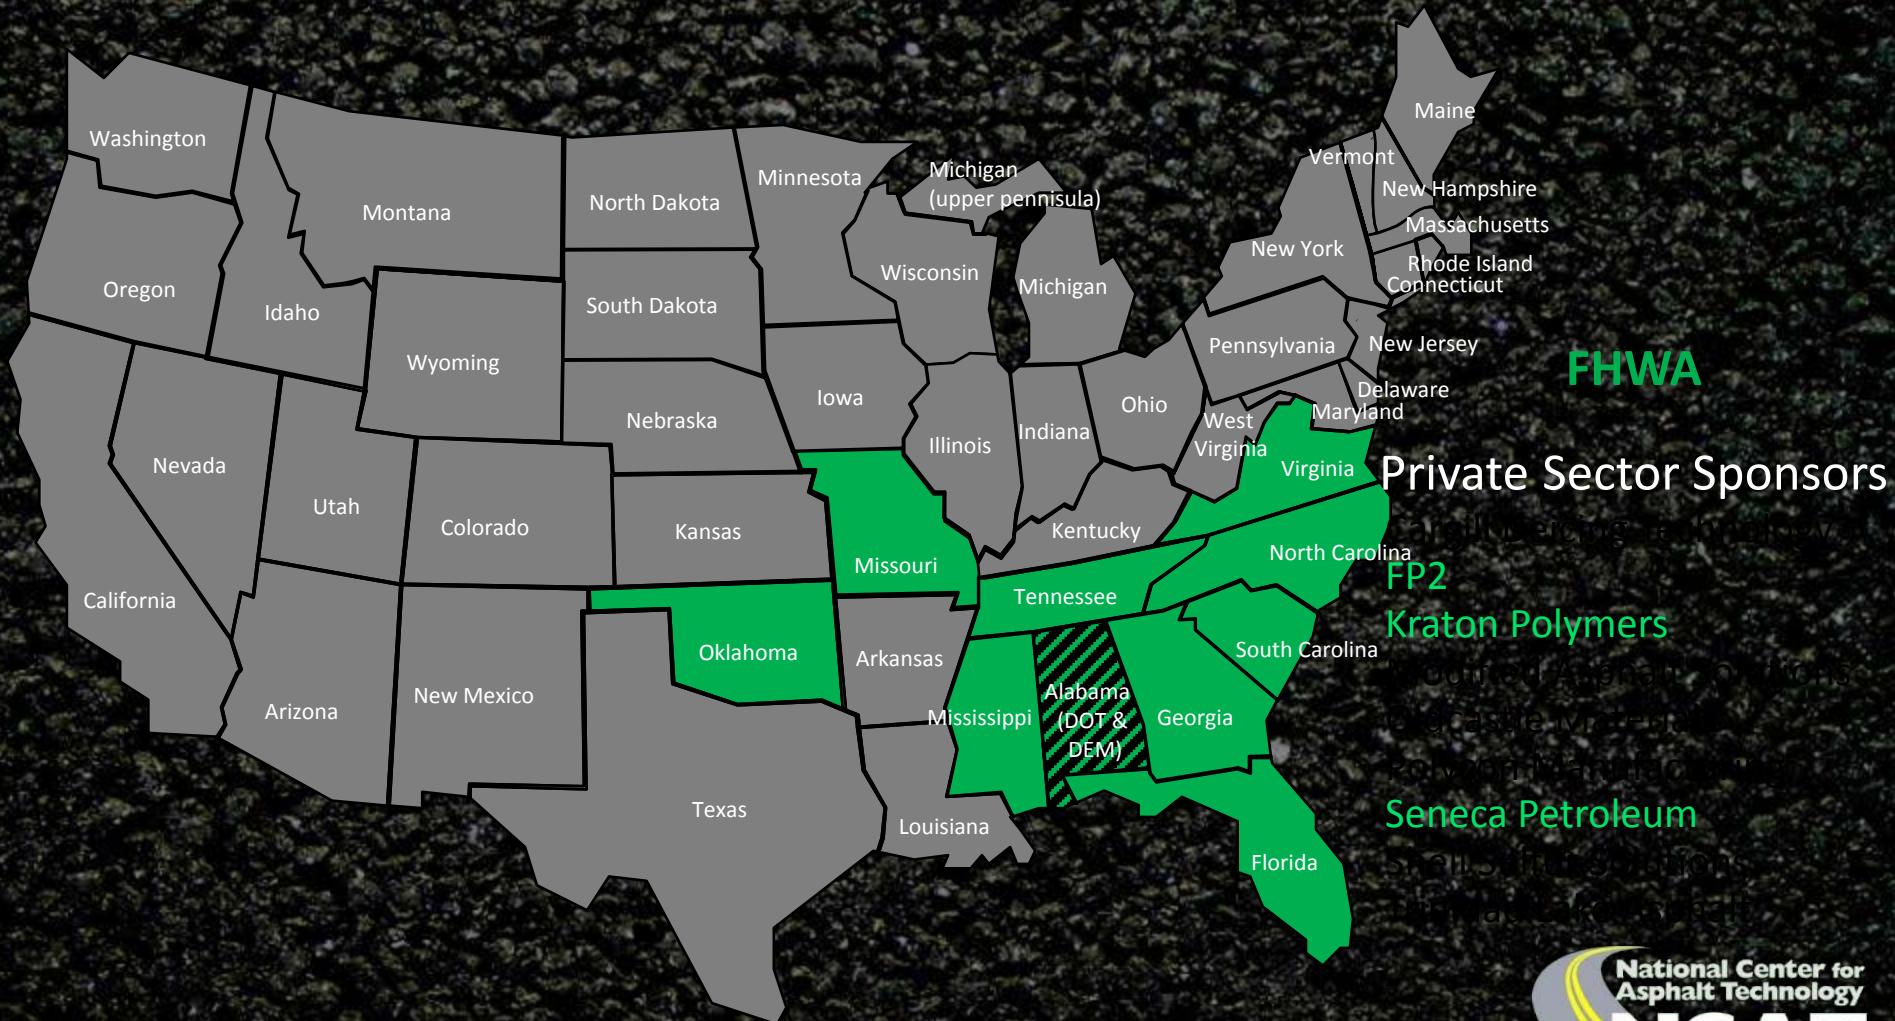 Maine
Washington
Vermont
Michigan
(upper pennisula)
Minnesota
New Hampshire
North Dakota
Montana
Massachusetts
New York
Rhode Island
Wisconsin
Michigan
Connecticut
Oregon
South Dakota
Idaho
Pennsylvania
New Jersey
Wyoming
FHWA
Delaware
Iowa
Ohio
Maryland
Nebraska
West
Virginia
Indiana
Illinois
Nevada
Virginia
Private Sector Sponsors
Utah
Colorado
Kansas
Kentucky
North Carolina
Missouri
FP2
California
Tennessee
Kraton Polymers
Oklahoma
Arkansas
South Carolina
New Mexico
Arizona
Alabama
(DOT &
DEM)
Mississippi
Georgia
Texas
Louisiana
Seneca Petroleum
Florida
National Center for
Asphalt Technology
NCAT